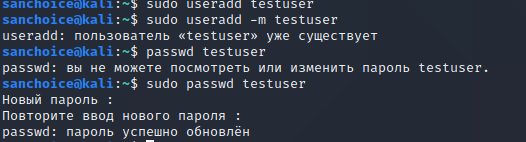 sanchoice@kali:~$ sudo useradd testuser
sanchoice@kali:~$ sudo useradd -m testuser
useradd: пользователь «testuser» уже существует
sanchoice@kali:~$ passwd testuser
passwd: вы не можете посмотреть или изменить пароль testuser.
sanchoice@kali:~$ sudo passwd testuser
Новый пароль :
Повторите ввод нового пароля :
passwd: пароль успешно обновлён